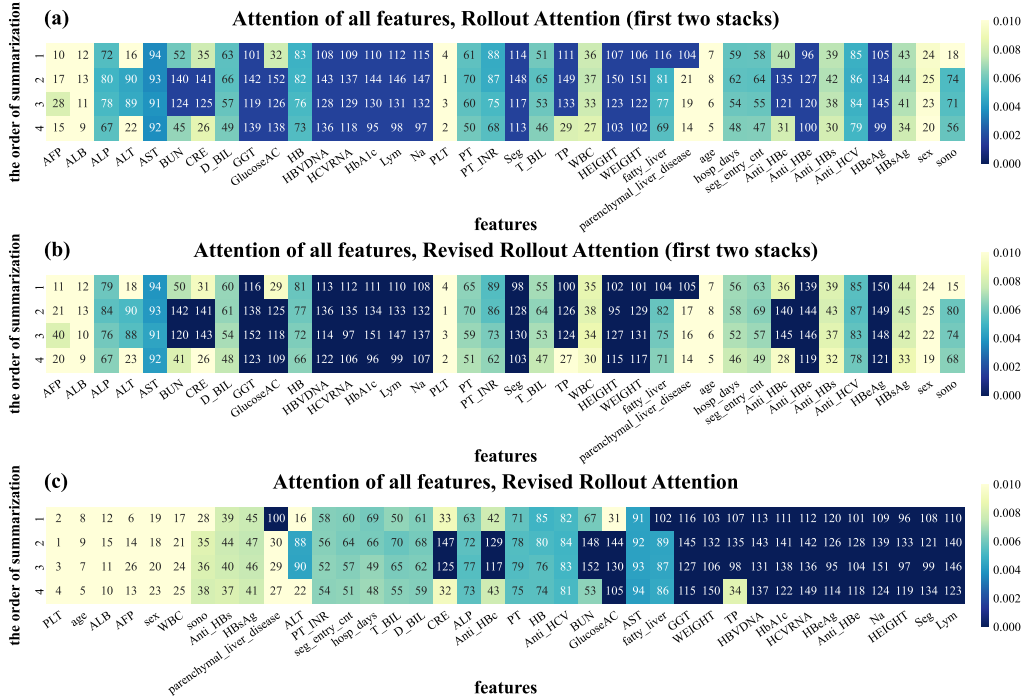 (a)
Attention of all features, Rollout Attention (first two stacks)
the order of summarization
1 10 12 72 16 94 52 35 63 101 32 83 108 109 110 112 115 4 61 88 114 51 111 36 107 106 116 104 7 59 58 40 96 39 85 105 43 24 18
2 17 13 80 90 93 140 141 66 142 152 82 143 137 144 146 147 1 70 87 148 65 149 37 150 151 81 21 8 62 64 135 127 42 86 134 44 25 74
3 28 11 78 89 91 124 125 57 119 126 76 128 129 130 131 132 3 60 75 117 53 133 33 123 122 77 19 6 54 55 121 120 38 84 145 41 23 71
4 15 9 67 22 92 45 26 49 139 138 73 136 118 95 98 97 2 50 68 113 46 29 27 103 102 69 14 5 48 47 31 100 30 79 99 34 20 56
AFP ALB ALP ALT AST BUN CRE D_BIL GGT GlucoseAC HB HBVDNA HCVRNA HbA1c Lym Na PLT PT PT_INR Seg T_BIL TP WBC HEIGHT WEIGHT fatty_liver parenchymal_liver_disease age hosp_days seg_entry_cnt Anti_HBc Anti_HBe Anti_HBs Anti_HCV HBeAg HBsAg sex sono
features
0.010
0.008
0.006
0.004
0.002
0.000
(b)
Attention of all features, Revised Rollout Attention (first two stacks)
the order of summarization
1 11 12 79 18 94 50 31 60 116 29 81 113 112 111 110 108 4 65 89 98 55 100 35 102 101 104 105 7 56 63 36 139 39 85 150 44 24 15
2 21 13 84 90 93 142 141 61 138 125 77 136 135 134 133 132 1 70 86 128 64 126 38 95 129 82 17 8 58 69 140 144 43 87 149 45 25 80
3 40 10 76 88 91 120 143 54 152 118 72 114 97 151 147 137 3 62 83 130 53 124 34 127 131 75 16 6 52 57 145 146 37 83 148 42 22 74
4 20 9 67 23 92 41 26 48 123 109 66 122 106 96 99 107 2 51 62 103 47 27 30 115 117 71 14 5 46 49 28 119 32 78 121 33 19 68
AFP ALB ALP ALT AST BUN CRE D_BIL GGT GlucoseAC HB HBVDNA HCVRNA HbA1c Lym Na PLT PT PT_INR Seg T_BIL TP WBC HEIGHT WEIGHT fatty_liver parenchymal_liver_disease age hosp_days seg_entry_cnt Anti_HBc Anti_HBe Anti_HBs Anti_HCV HBeAg HBsAg sex sono
features
0.010
0.008
0.006
0.004
0.002
0.000
(c)
Attention of all features, Revised Rollout Attention
the order of summarization
1 2 8 12 6 19 17 28 39 45 100 16 58 60 69 50 61 33 63 42 71 85 82 67 31 91 102 116 103 107 113 111 112 120 101 109 96 108 110
2 1 9 15 14 18 21 35 44 47 30 88 56 64 66 70 68 147 72 129 78 80 84 148 144 92 89 145 132 135 143 141 142 136 128 139 133 121 140
3 3 7 11 26 20 24 36 40 46 29 90 52 57 49 65 59 125 77 117 79 76 83 152 130 93 87 127 106 98 138 131 126 119 118 151 97 99 146
4 4 5 10 13 23 25 38 37 41 27 22 54 51 48 55 62 32 73 43 75 74 81 53 105 94 86 115 150 34 137 122 149 114 118 124 119 134 123
PLT age ALB AFP sex WBC sono Anti_HBs HBsAg parenchymal_liver_disease ALT PT_INR seg_entry_cnt hosp_days T_BIL D_BIL CRE ALP Anti_HBc PT HB Anti_HCV BUN GlucoseAC AST fatty_liver GGT WEIGHT TP HBVDNA HbA1c HCVRNA HBeAg Anti_HBe Na HEIGHT Seg Lym
features
0.010
0.008
0.006
0.004
0.002
0.000